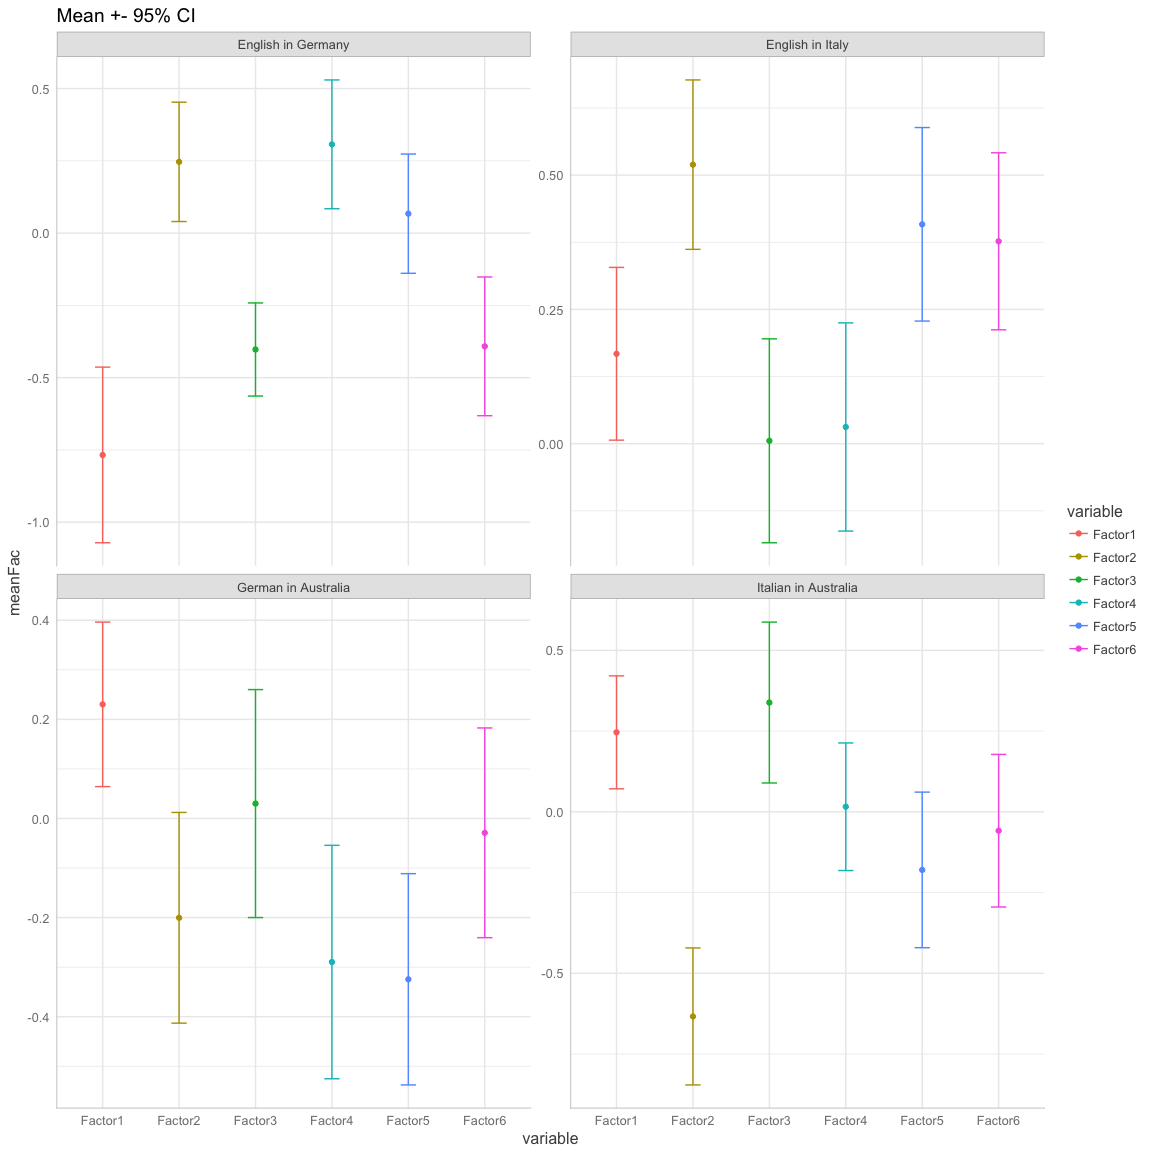 Mean +- 95% CI
English in Germany
English in Italy
0.5
0.0
-0.5
-1.0
0.50
0.25
0.00
meanFac
German in Australia
Italian in Australia
0.4
0.2
0.0
-0.2
-0.4
0.5
0.0
-0.5
Factor1 Factor2 Factor3 Factor4 Factor5 Factor6
Factor1 Factor2 Factor3 Factor4 Factor5 Factor6
variable
variable
Factor1
Factor2
Factor3
Factor4
Factor5
Factor6